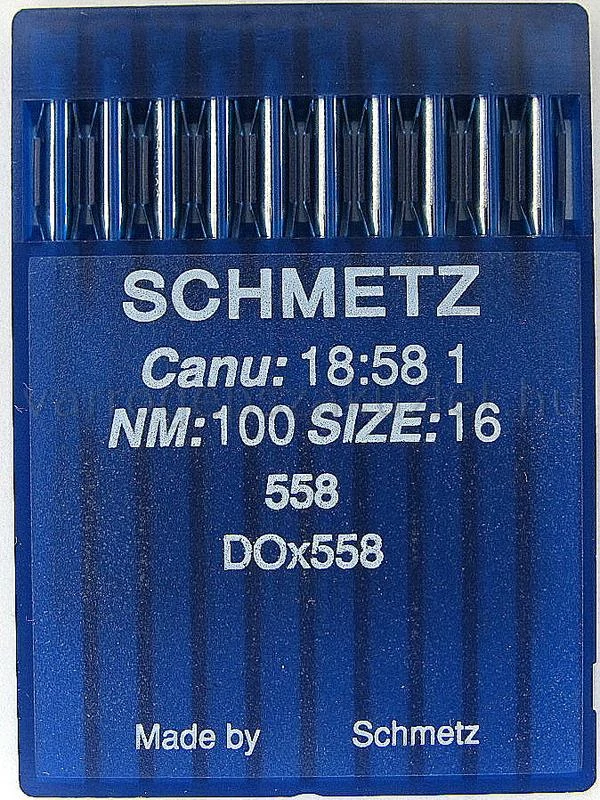 SCHMETZ
Canu: 18:58 1
NM:100 SIZE:16
558
DOx558
Made by Schmetz